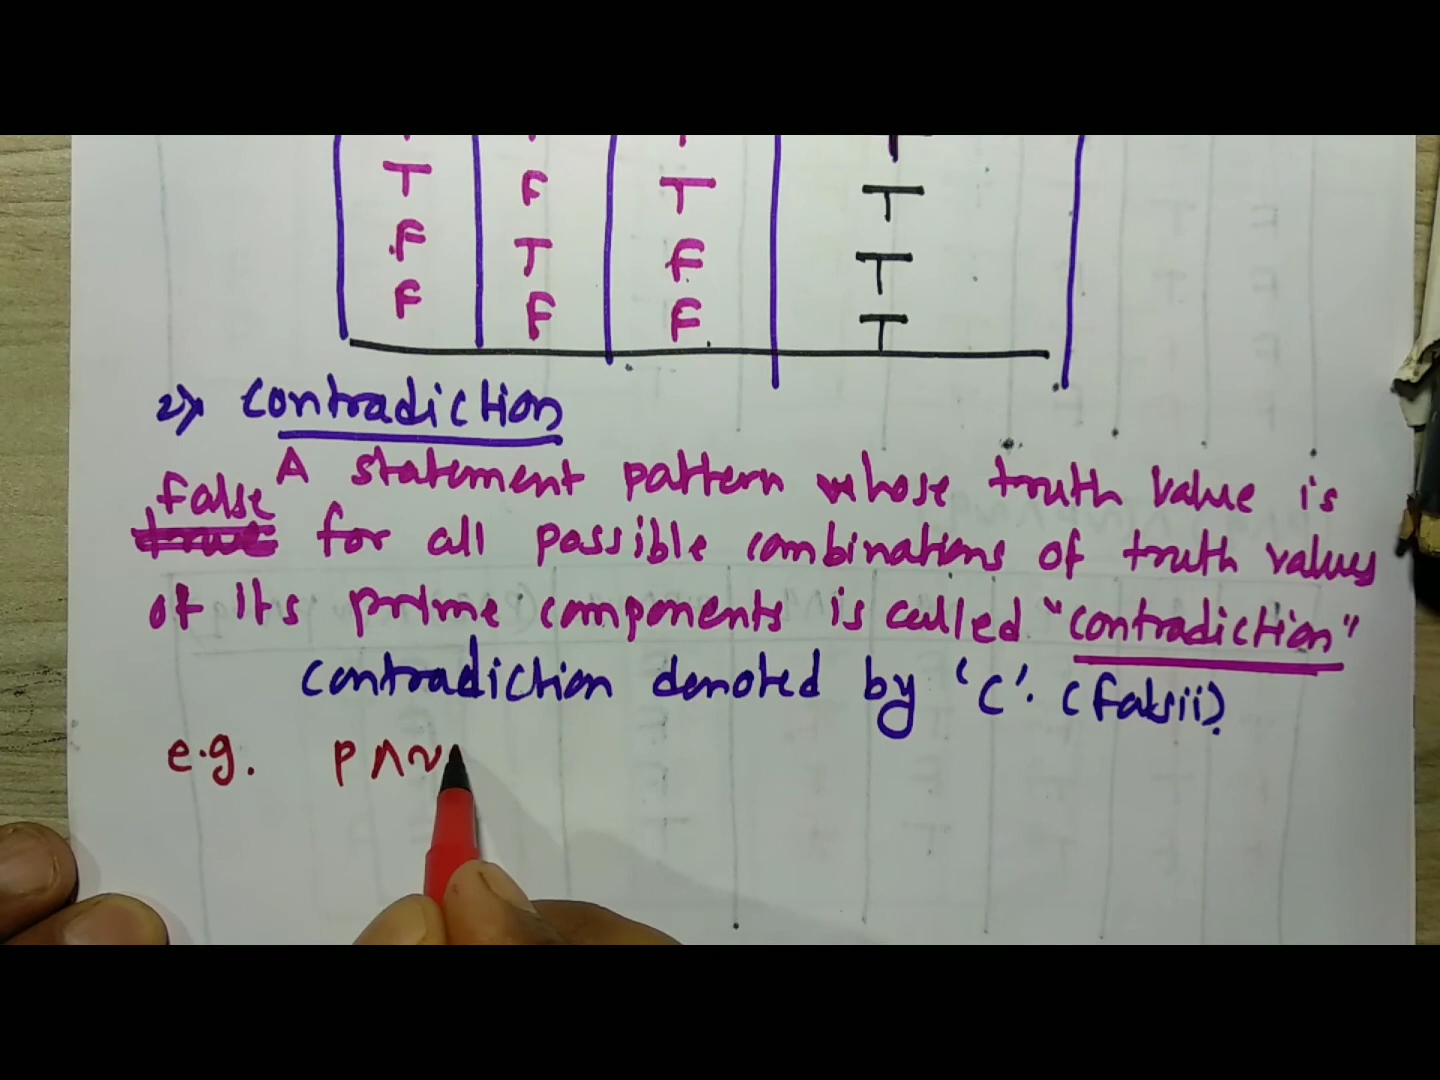 T F T T
F T F T
F F F T
2) Contradiction
A statement pattern whose truth value is
false
for all possible combinations of truth values
of its prime components is called "contradiction"
contradiction denoted by 'C'.
e.g. p ∧ ~